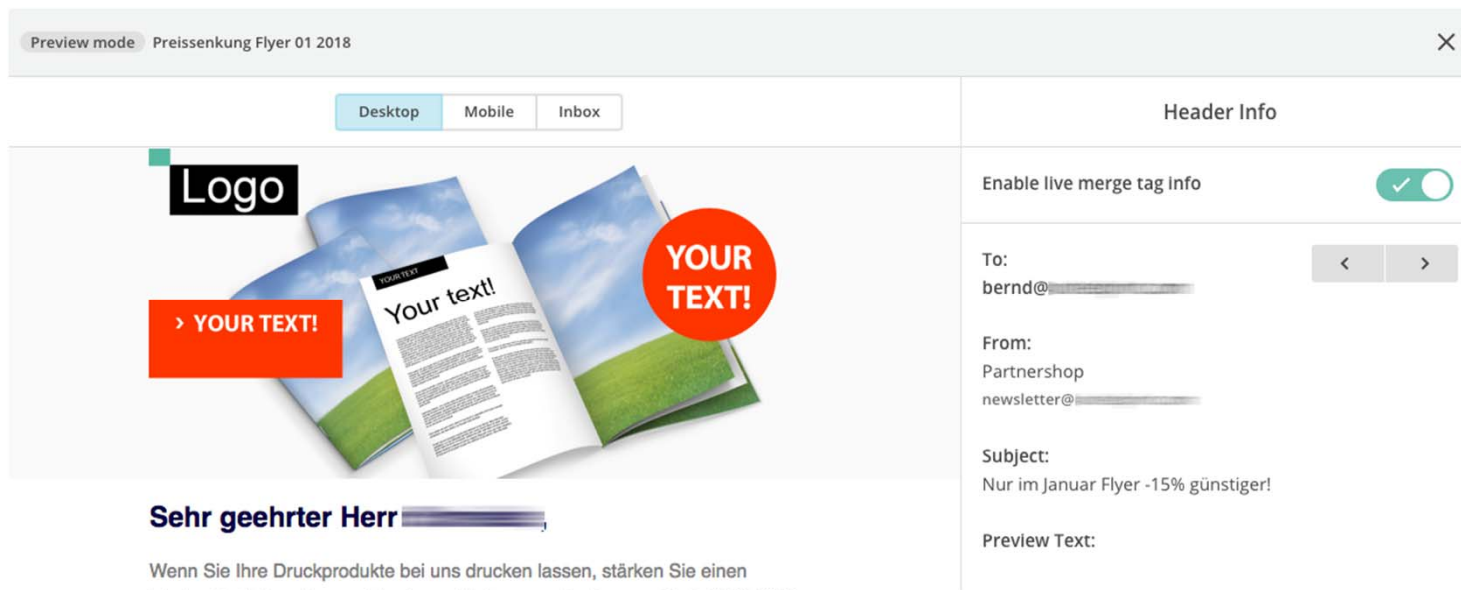 Preview mode Preissenkung Flyer 01 2018
Desktop Mobile Inbox
Logo
YOUR TEXT
Your text!
YOUR
TEXT!
› YOUR TEXT!
Sehr geehrter Herr
Wenn Sie Ihre Druckprodukte bei uns drucken lassen, stärken Sie einen
Header Info
Enable live merge tag info
To:
bernd@
From:
Partnershop
newsletter@
Subject:
Nur im Januar Flyer -15% günstiger!
Preview Text: